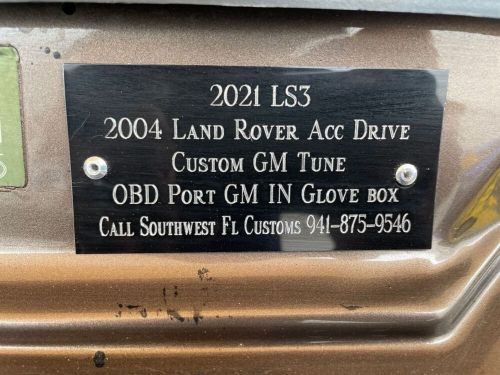 2021 LS3
2004 Land Rover Acc Drive
Custom GM Tune
OBD Port GM IN Glove box
Call Southwest Fl Customs 941-875-9546